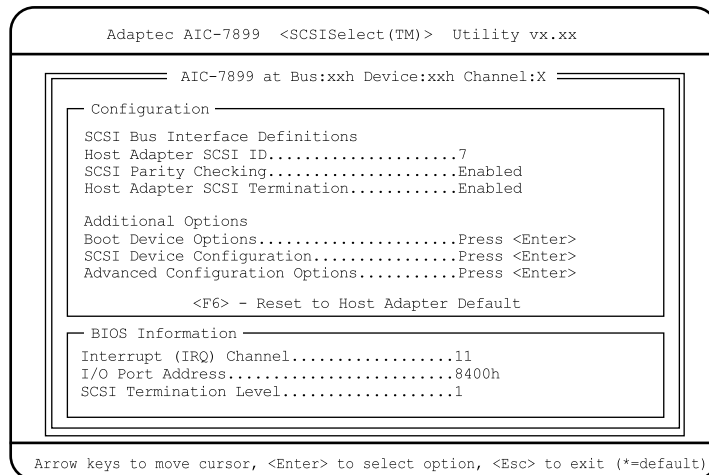 Adaptec AIC-7899 <SCSISelect(TM)> Utility vx.xx
AIC-7899 at Bus:xxh Device:xxh Channel:X
Configuration
SCSI Bus Interface Definitions
Host Adapter SCSI ID.....................7
SCSI Parity Checking.....................Enabled
Host Adapter SCSI Termination............Enabled
Additional Options
Boot Device Options......................Press <Enter>
SCSI Device Configuration................Press <Enter>
Advanced Configuration Options...........Press <Enter>
<F6> - Reset to Host Adapter Default
BIOS Information
Interrupt (IRQ) Channel..................11
I/O Port Address.........................8400h
SCSI Termination Level...................1
Arrow keys to move cursor, <Enter> to select option, <Esc> to exit (*=default)